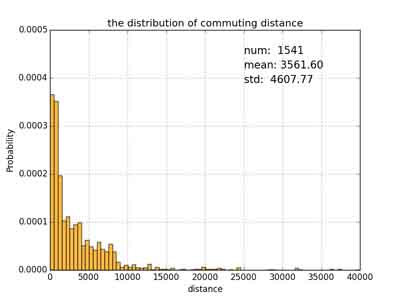 the distribution of commuting distance
0.0005
0.0004
0.0003
0.0002
0.0001
0.0000
Probability
num: 1541
mean: 3561.60
std: 4607.77
0 5000 10000 15000 20000 25000 30000 35000 40000
distance